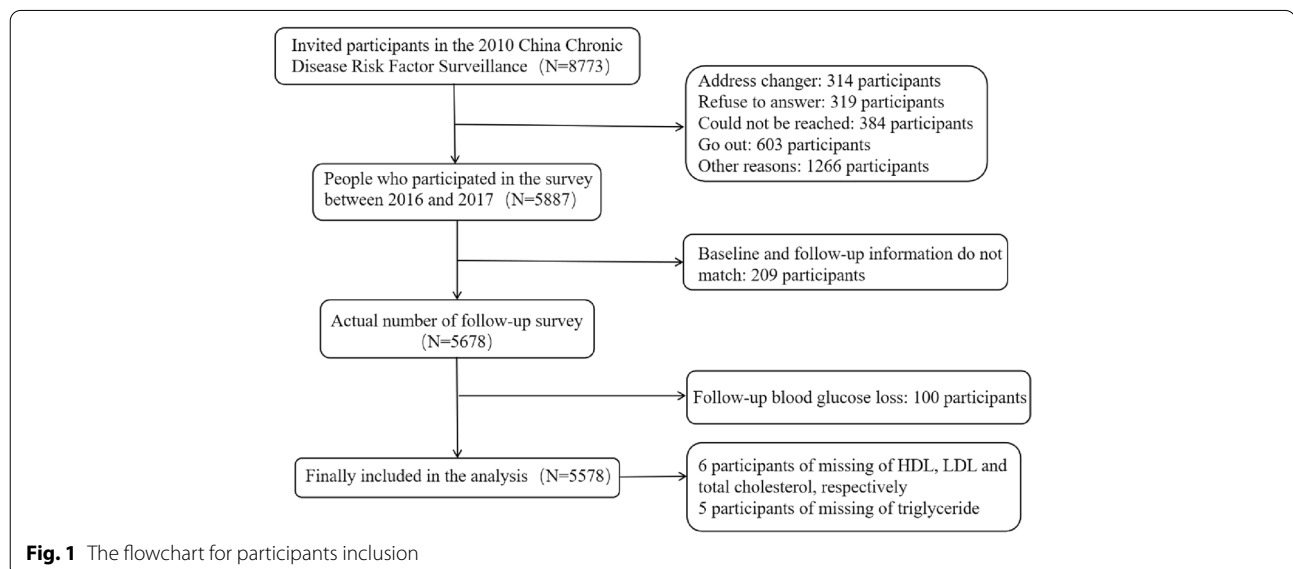 Invited participants in the 2010 China Chronic
Disease Risk Factor Surveillance (N=8773)
Address changer: 314 participants
Refuse to answer: 319 participants
Could not be reached: 384 participants
Go out: 603 participants
Other reasons: 1266 participants
People who participated in the survey
between 2016 and 2017 (N=5887)
Baseline and follow-up information do not
match: 209 participants
Actual number of follow-up survey
(N=5678)
Follow-up blood glucose loss: 100 participants
Finally included in the analysis (N=5578)
6 participants of missing of HDL, LDL and
total cholesterol, respectively
5 participants of missing of triglyceride
Fig. 1 The flowchart for participants inclusion